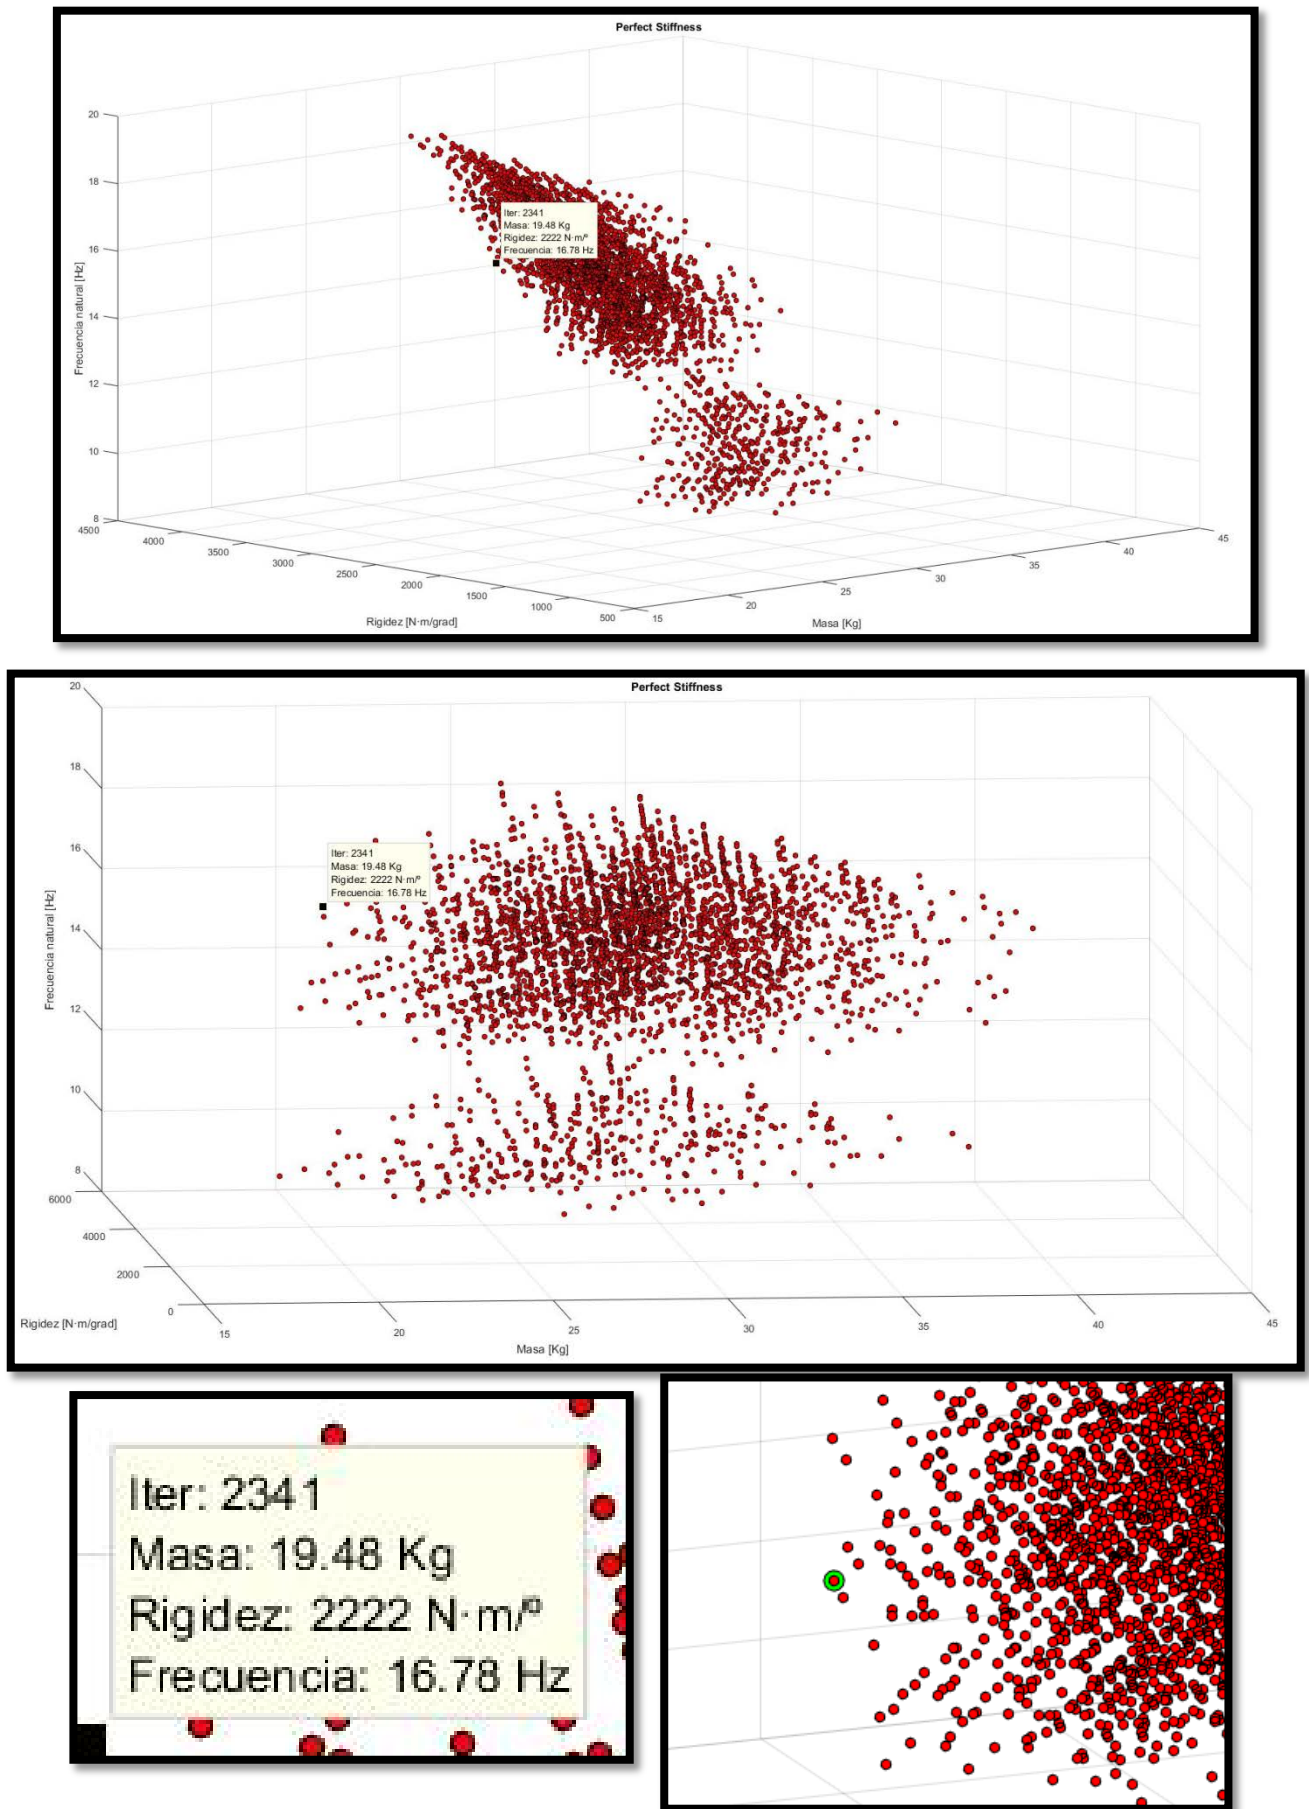 Perfect Stiffness
20
18
16
14
12
10
8
Frecuencia natural [Hz]
Iter: 2341
Masa: 19.48 Kg
Rigidez: 2222 N·m/º
Frecuencia: 16.78 Hz
4500
4000
3500
3000
2500
2000
1500
1000
500
Rigidez [N·m/grad]
15
20
25
30
35
40
45
Masa [Kg]
Perfect Stiffness
20
18
16
14
12
10
8
Frecuencia natural [Hz]
Iter: 2341
Masa: 19.48 Kg
Rigidez: 2222 N·m/º
Frecuencia: 16.78 Hz
6000
4000
2000
0
Rigidez [N·m/grad]
15
20
25
30
35
40
45
Masa [Kg]
Iter: 2341
Masa: 19.48 Kg
Rigidez: 2222 N·m/º
Frecuencia: 16.78 Hz